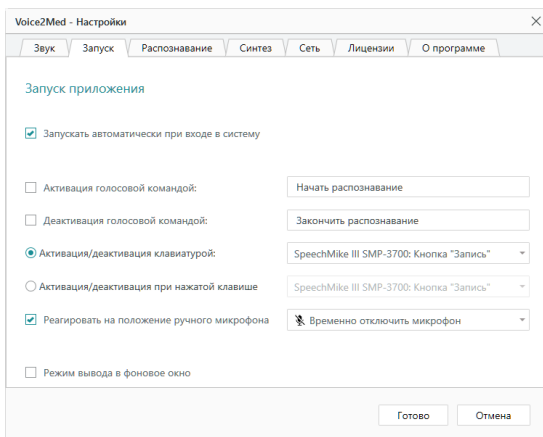 Voice2Med - Настройки
Звук Запуск Распознавание Синтез Сеть Лицензии О программе
Запуск приложения
Запускать автоматически при входе в систему
Активация голосовой командой: Начать распознавание
Деактивация голосовой командой: Закончить распознавание
Активация/деактивация клавиатурой: SpeechMike III SMP-3700: Кнопка "Запись"
Активация/деактивация при нажатой клавише SpeechMike III SMP-3700: Кнопка "Запись"
Реагировать на положение ручного микрофона Временно отключить микрофон
Режим вывода в фоновое окно
Готово Отмена